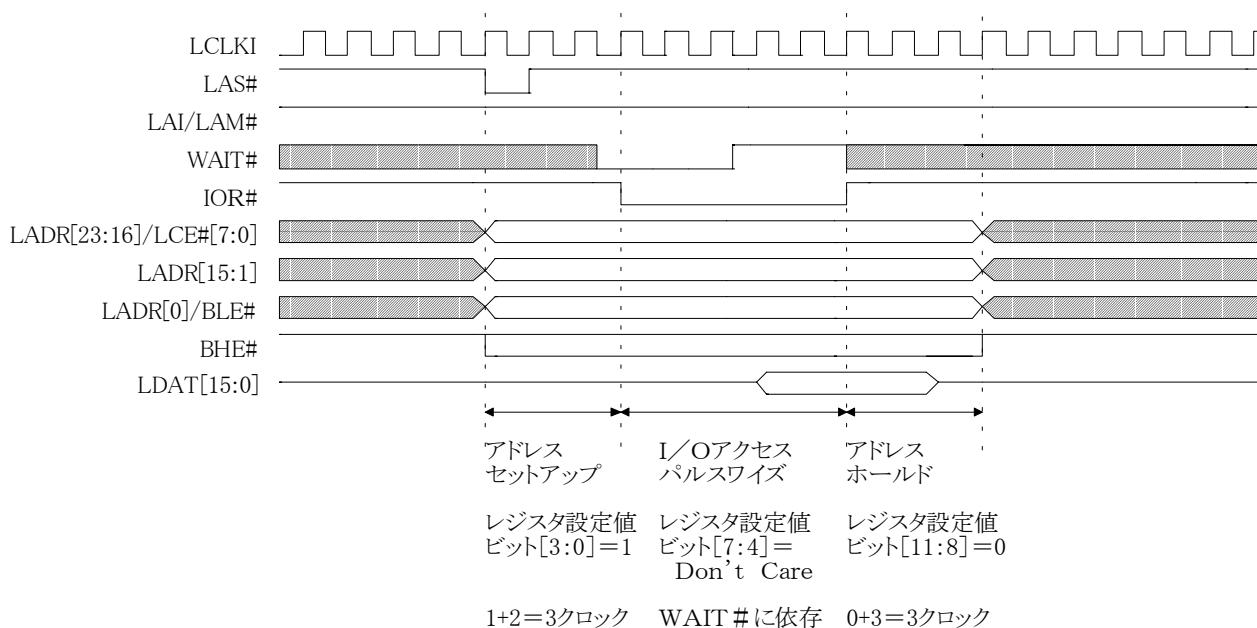 LCLKI
LAS#
LAI/LAM#
WAIT#
IOR#
LADR[23:16]/LCE#[7:0]
LADR[15:1]
LADR[0]/BLE#
BHE#
LDAT[15:0]
アドレス
セットアップ
レジスタ設定値
ビット[3:0]=1
1+2=3クロック
I/Oアクセス
パルスワイズ
レジスタ設定値
ビット[7:4]=
Don't Care
WAIT#に依存
アドレス
ホールド
レジスタ設定値
ビット[11:8]=0
0+3=3クロック